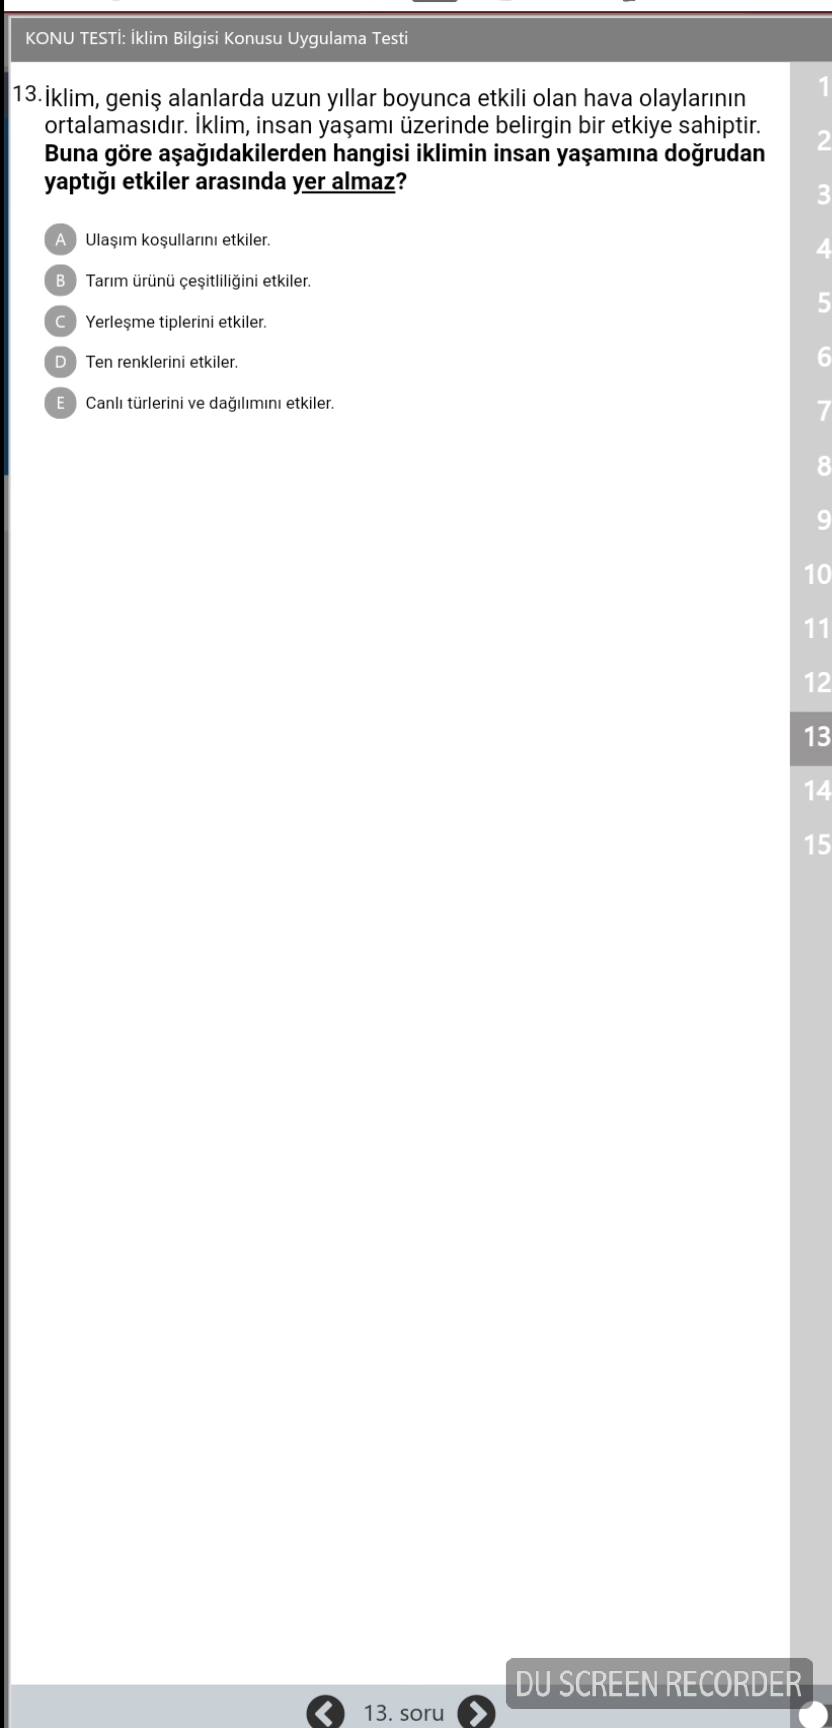 KONU TESTİ: İklim Bilgisi Konusu Uygulama Testi
13. İklim, geniş alanlarda uzun yıllar boyunca etkili olan hava olaylarının
ortalamasıdır. İklim, insan yaşamı üzerinde belirgin bir etkiye sahiptir.
Buna göre aşağıdakilerden hangisi iklimin insan yaşamına doğrudan
yaptığı etkiler arasında yer almaz?
A Ulaşım koşullarını etkiler.
B Tarım ürünü çeşitliliğini etkiler.
C Yerleşme tiplerini etkiler.
D Ten renklerini etkiler.
E Canlı türlerini ve dağılımını etkiler.
1
2
3
4
5
6
7
8
9
10
11
12
13
14
15
DU SCREEN RECORDER
13. soru